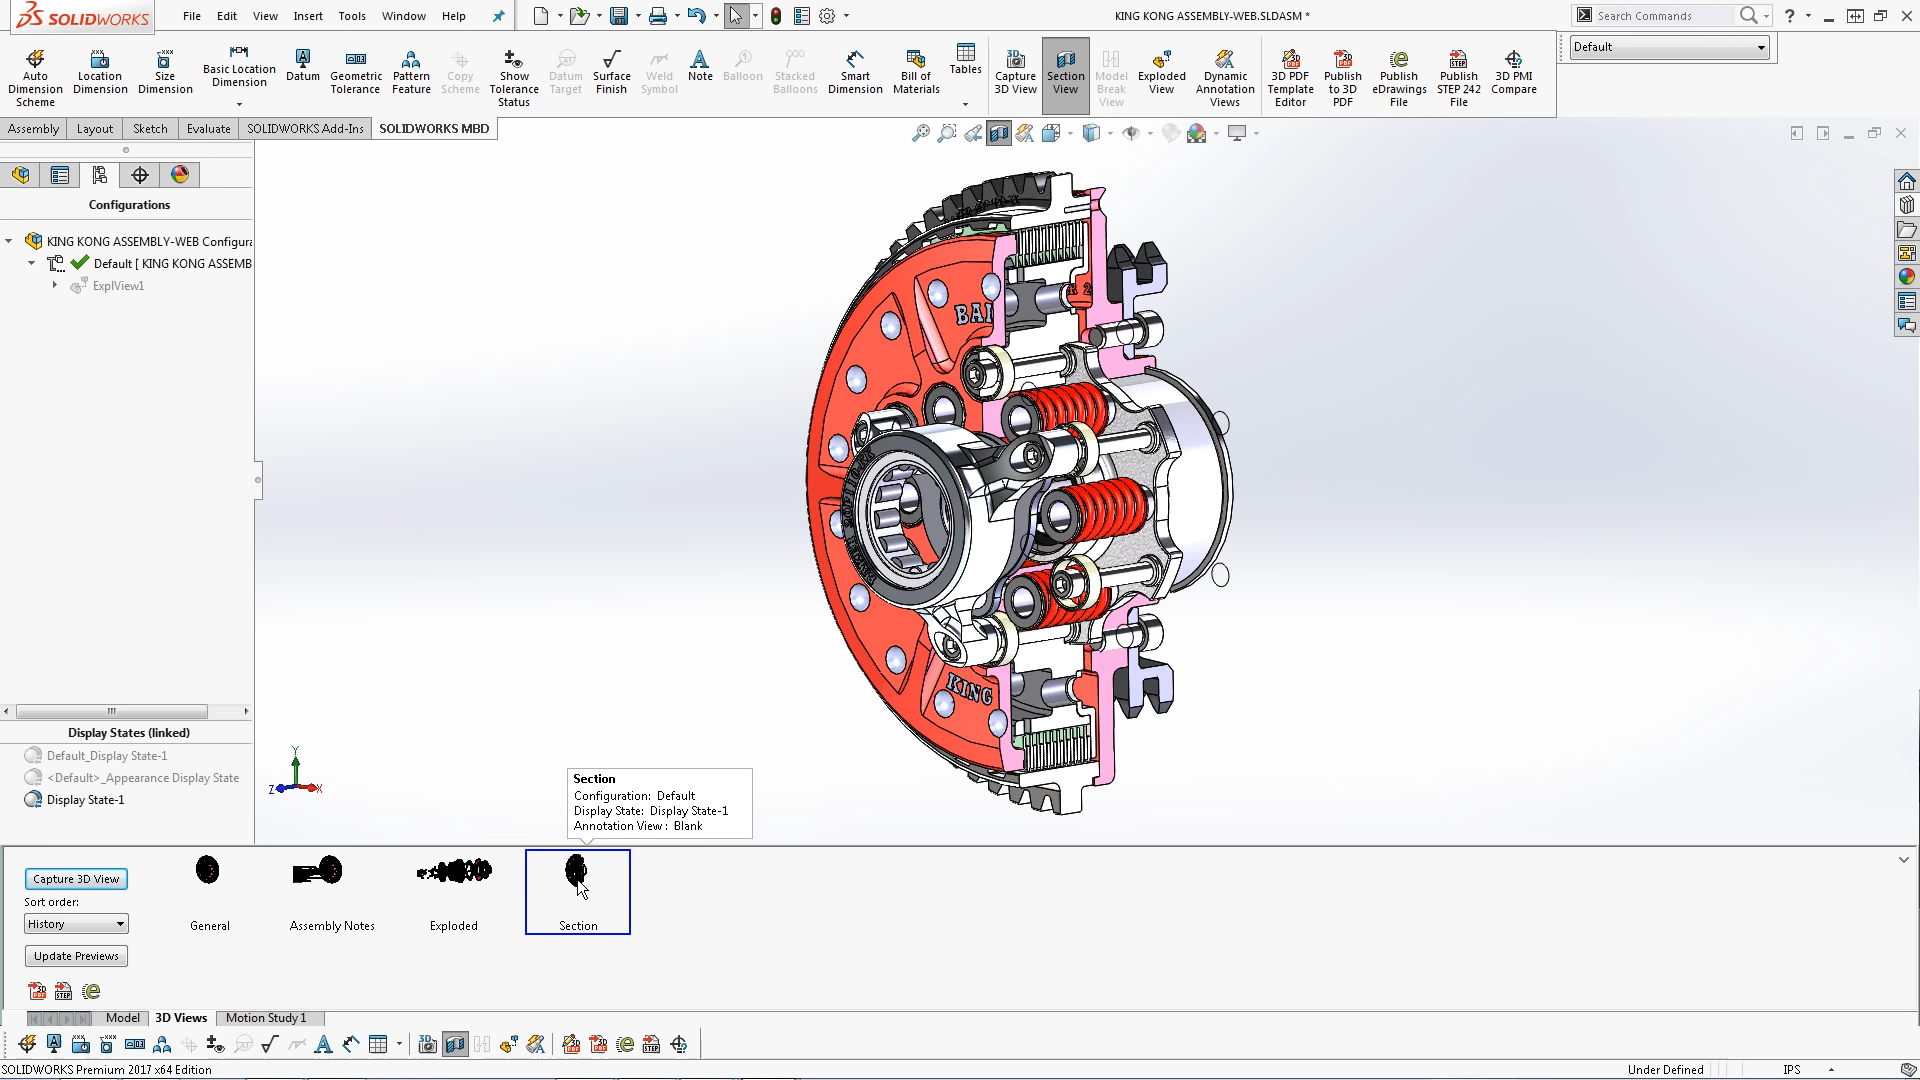 SOLIDWORKS
File Edit View Insert Tools Window Help
KING KONG ASSEMBLY-WEB.SLDASM *
Search Commands
?
Auto Dimension Scheme
Location Dimension
Size Dimension
Basic Location Dimension
Datum
Geometric Tolerance
Pattern Feature
Copy Scheme
Show Tolerance Status
Datum Target
Surface Finish
Weld Symbol
Note
Balloon
Stacked Balloons
Smart Dimension
Bill of Materials
Tables
Capture 3D View
Section View
Model Break View
Exploded View
Dynamic Annotation Views
3D PDF Template Editor
Publish to 3D PDF
Publish eDrawings File
Publish STEP 242 File
3D PMI Compare
Default
Assembly Layout Sketch Evaluate SOLIDWORKS Add-Ins SOLIDWORKS MBD
Configurations
KING KONG ASSEMBLY-WEB Configura
Default [ KING KONG ASSEMB
ExplView1
BAR
KING
Display States (linked)
Default_Display State-1
<Default>_Appearance Display State
Display State-1
Y
Z X
Section
Configuration: Default
Display State: Display State-1
Annotation View : Blank
Capture 3D View
Sort order:
History
Update Previews
General
Assembly Notes
Exploded
Section
Model 3D Views Motion Study 1
SOLIDWORKS Premium 2017 x64 Edition
Under Defined
IPS